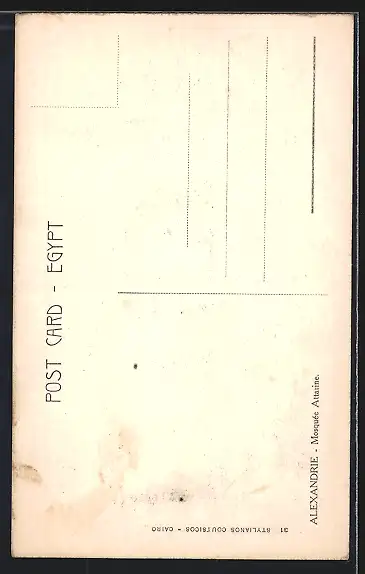 POST CARD - EGYPT
31 STYLIANOS COUTSICOS - CAIRO
ALEXANDRIE - Mosquée Attarine.